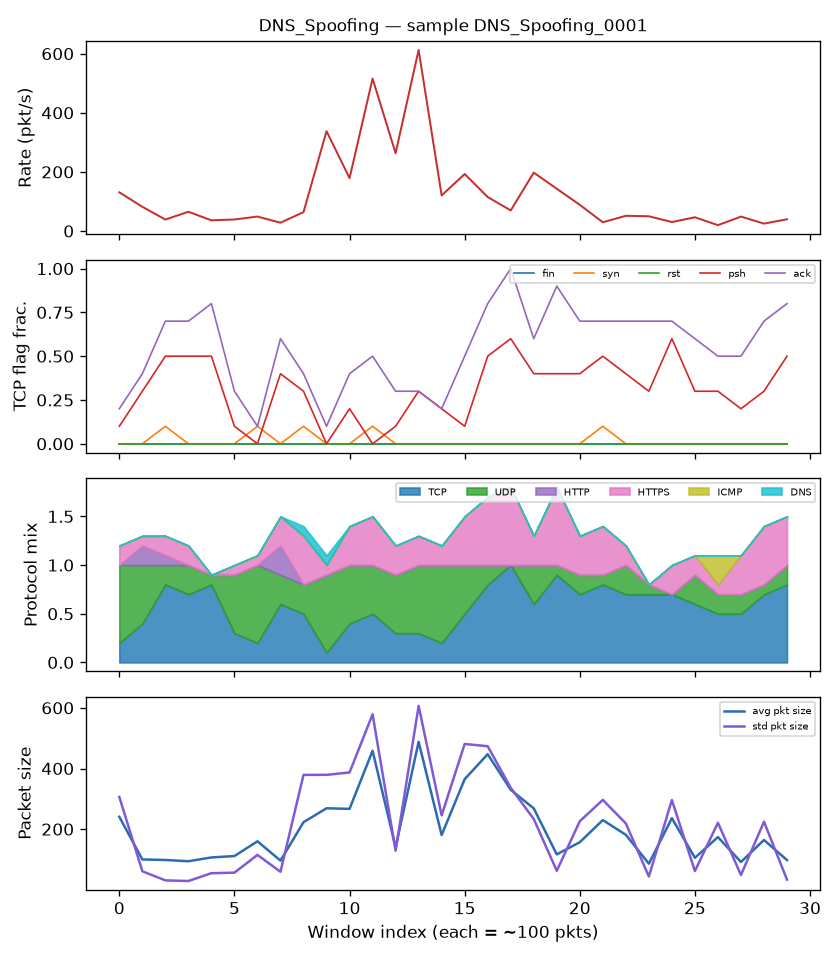 DNS_Spoofing — sample DNS_Spoofing_0001
Rate (pkt/s)
600
400
200
0
TCP flag frac.
1.00
0.75
0.50
0.25
0.00
fin syn rst psh ack
Protocol mix
1.5
1.0
0.5
0.0
TCP UDP HTTP HTTPS ICMP DNS
Packet size
600
400
200
avg pkt size
std pkt size
0 5 10 15 20 25 30
Window index (each = ~100 pkts)